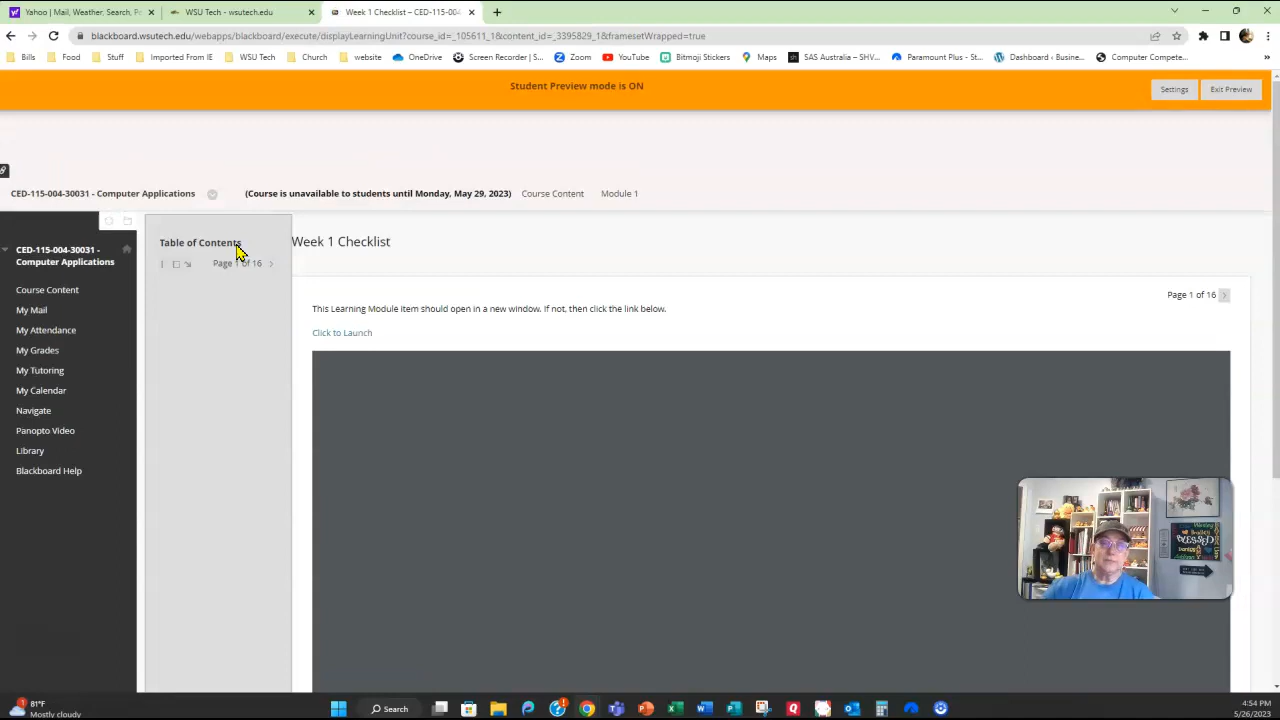 Yahoo | Mail, Weather, Search, Po
WSU Tech - wsutech.edu
Week 1 Checklist – CED-115-004-
blackboard.wsutech.edu/webapps/blackboard/execute/displayLearningUnit?course_id=_105611_1&content_id=_3395829_1&framesetWrapped=true
Bills
Food
Stuff
Imported From IE
WSU Tech
Church
website
OneDrive
Screen Recorder | S...
Zoom
YouTube
Bitmoji Stickers
Maps
SAS Australia – SHV...
Paramount Plus - St...
Dashboard ‹ Busine...
Computer Compete...
»
Student Preview mode is ON
Settings
Exit Preview
CED-115-004-30031 - Computer Applications
(Course is unavailable to students until Monday, May 29, 2023)
Course Content
Module 1
CED-115-004-30031 -
Computer Applications
Course Content
My Mail
My Attendance
My Grades
My Tutoring
My Calendar
Navigate
Panopto Video
Library
Blackboard Help
Table of Contents
Page 1 of 16
Week 1 Checklist
Page 1 of 16
This Learning Module item should open in a new window. If not, then click the link below.
Click to Launch
BLESSED
81°F
Mostly cloudy
Search
4:54 PM
5/26/2023